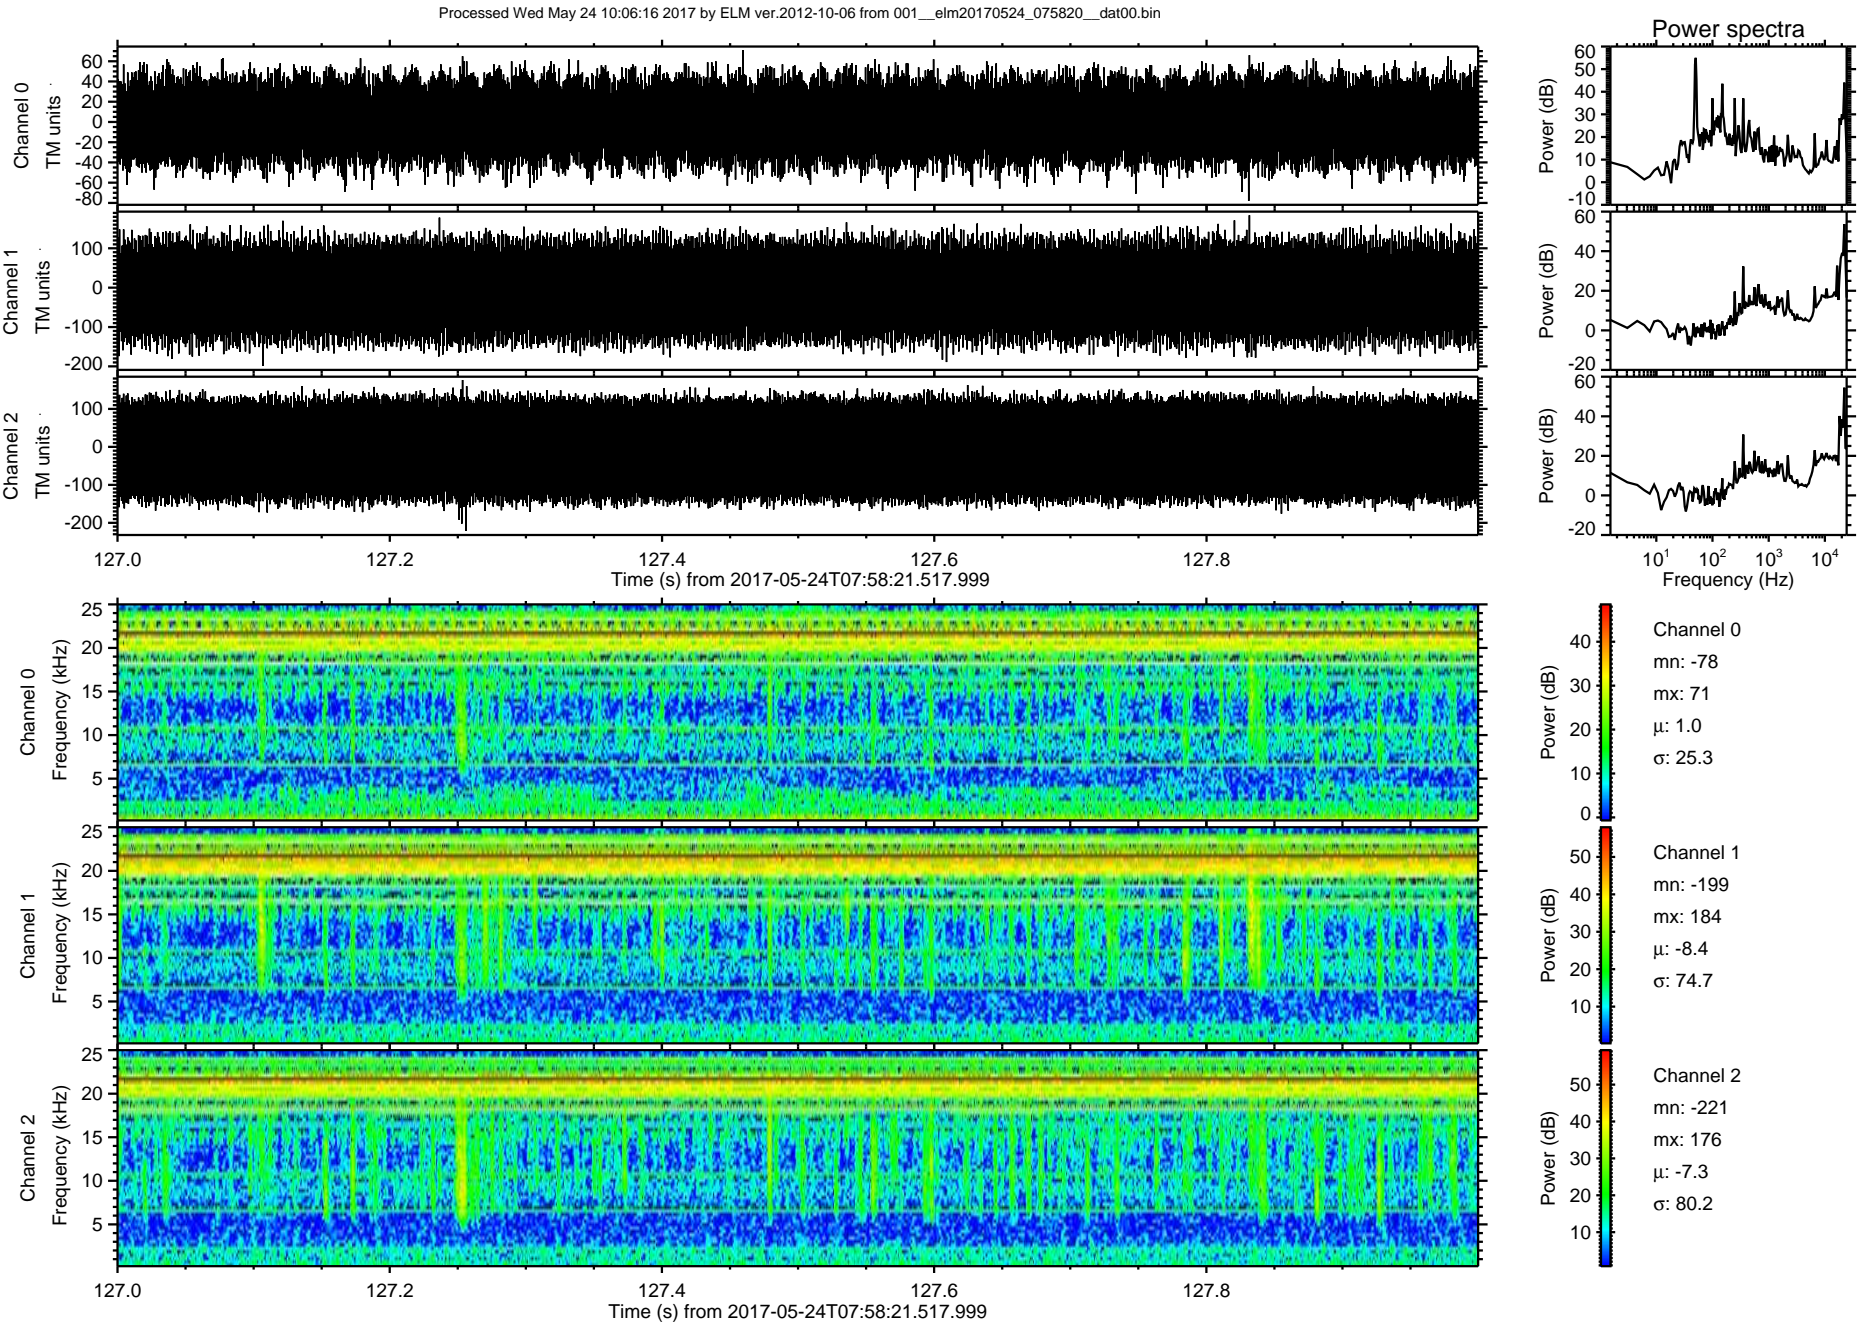 Processed Wed May 24 10:06:16 2017 by ELM ver.2012-10-06 from 001__elm20170524_075820__dat00.bin
Power spectra
Channel 0
TM units
60
40
20
0
-20
-40
-60
-80
Power (dB)
60
50
40
30
20
10
0
-10
Channel 1
TM units
100
0
-100
-200
Power (dB)
60
40
20
0
-20
Channel 2
TM units
100
0
-100
-200
Power (dB)
60
40
20
0
-20
127.0 127.2 127.4 127.6 127.8
Time (s) from 2017-05-24T07:58:21.517.999
10¹ 10² 10³ 10⁴
Frequency (Hz)
Channel 0
Frequency (kHz)
25
20
15
10
5
Power (dB)
40
30
20
10
0
Channel 0
mn: -78
mx: 71
μ: 1.0
σ: 25.3
Channel 1
Frequency (kHz)
25
20
15
10
5
Power (dB)
50
40
30
20
10
Channel 1
mn: -199
mx: 184
μ: -8.4
σ: 74.7
Channel 2
Frequency (kHz)
25
20
15
10
5
Power (dB)
50
40
30
20
10
Channel 2
mn: -221
mx: 176
μ: -7.3
σ: 80.2
127.0 127.2 127.4 127.6 127.8
Time (s) from 2017-05-24T07:58:21.517.999